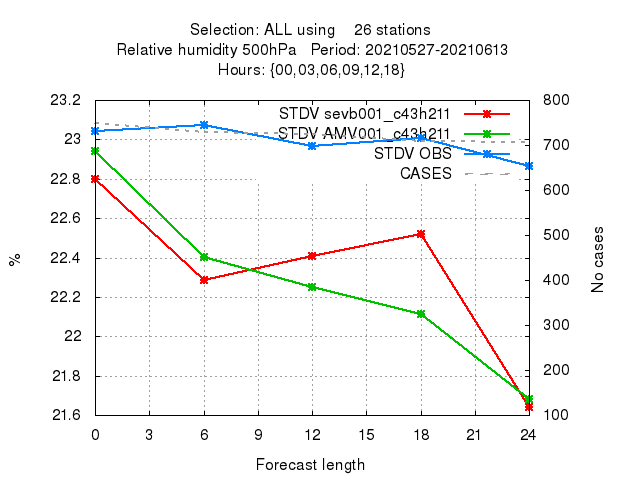 Selection: ALL using 26 stations
Relative humidity 500hPa Period: 20210527-20210613
Hours: {00,03,06,09,12,18}
STDV sevb001_c43h211
STDV AMV001_c43h211
STDV OBS
CASES
23.2
23
22.8
22.6
22.4
22.2
22
21.8
21.6
%
800
700
600
500
400
300
200
100
No cases
0 3 6 9 12 15 18 21 24
Forecast length